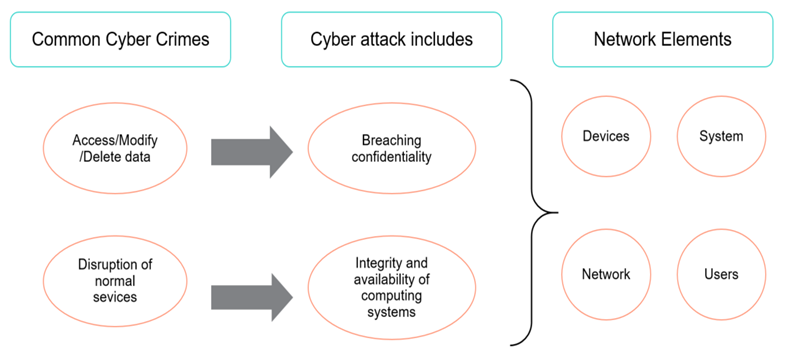 Common Cyber Crimes
Cyber attack includes
Network Elements
Access/Modify
/Delete data
Breaching
confidentiality
Devices
System
Disruption of
normal
sevices
Integrity and
availability of
computing
systems
Network
Users